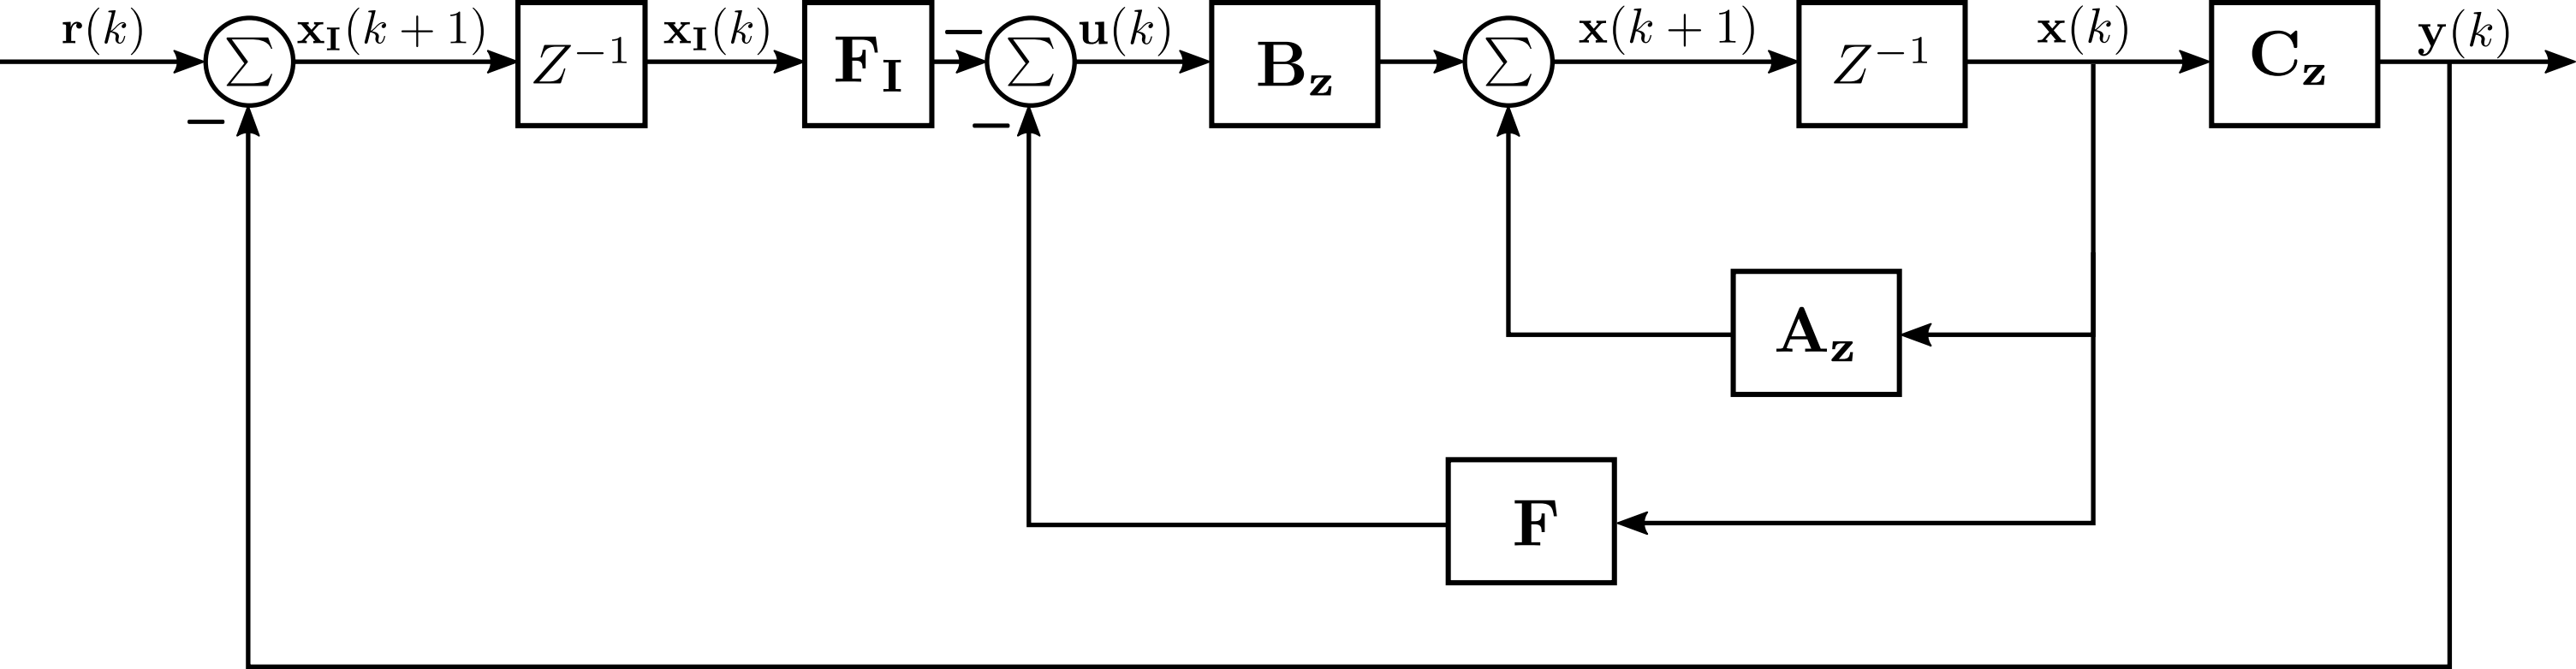 r(k) ∑ x_I(k + 1) Z⁻¹ x_I(k) F_I − ∑ u(k) B_z ∑ x(k + 1) Z⁻¹ x(k) C_z y(k)
− −
A_z
F